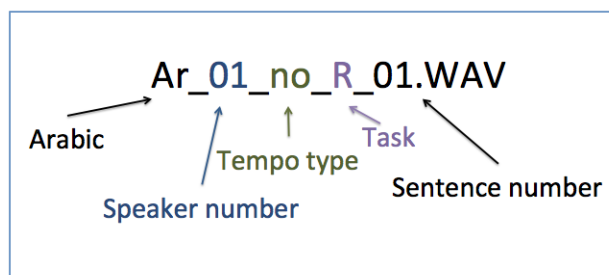 Ar_01_no_R_01.WAV
Arabic
Task
Tempo type
Sentence number
Speaker number